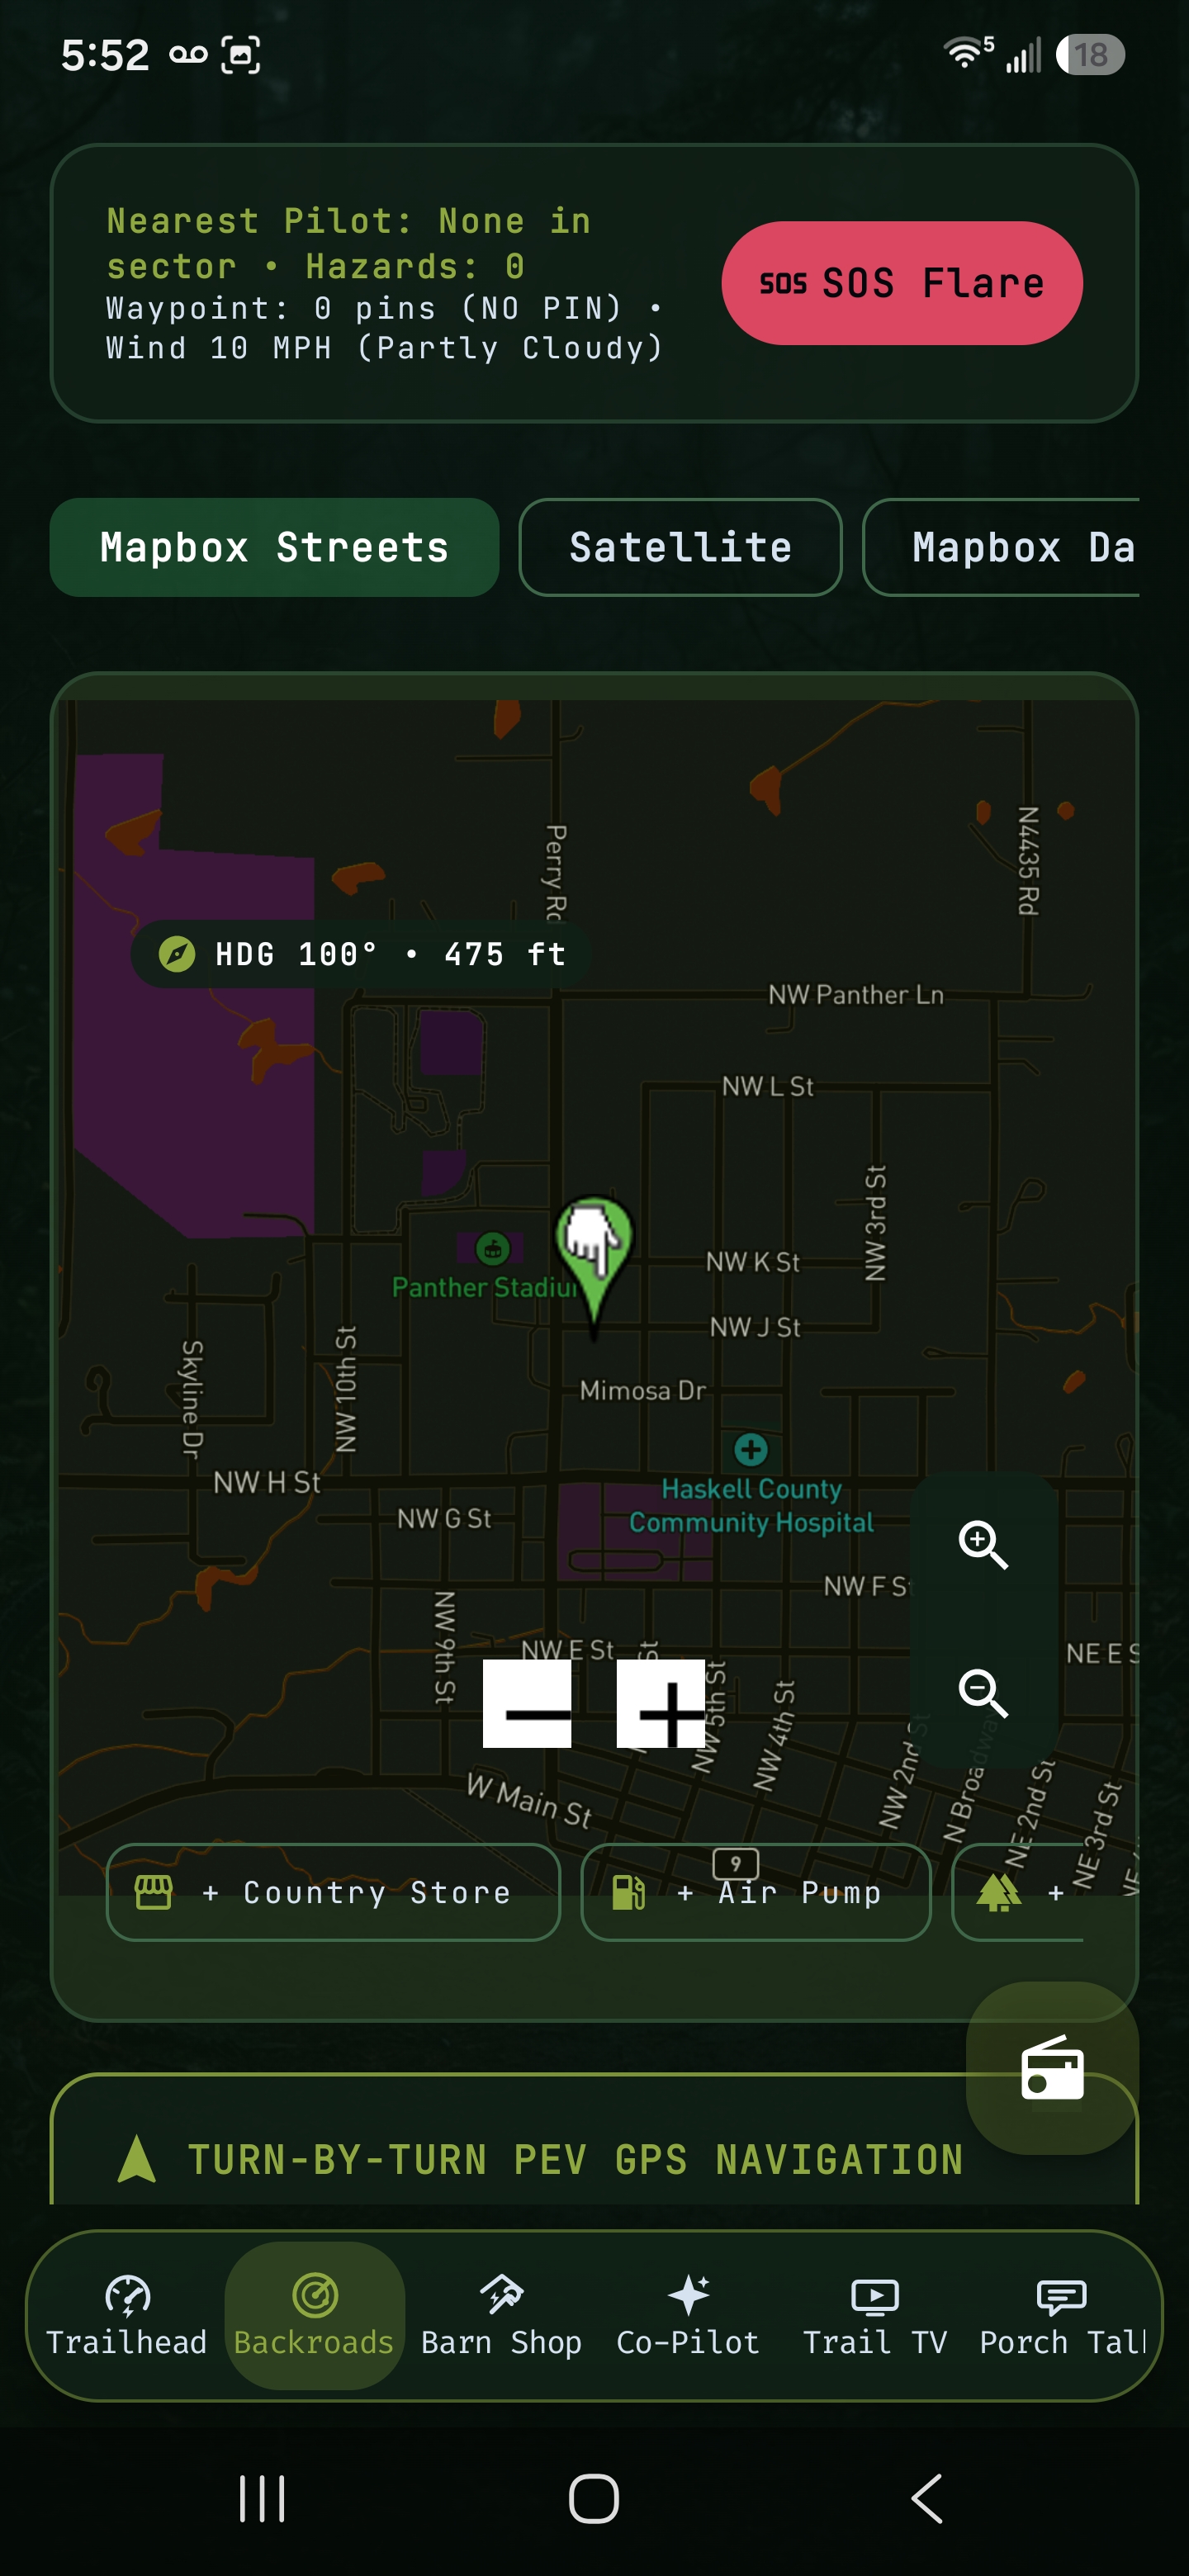 5:52
5
18
Nearest Pilot: None in
sector • Hazards: 0
Waypoint: 0 pins (NO PIN) •
Wind 10 MPH (Partly Cloudy)
SOS SOS Flare
Mapbox Streets
Satellite
Mapbox Da
Perry Rd
N4435 Rd
HDG 100° • 475 ft
NW Panther Ln
NW L St
NW 3rd St
NW K St
Panther Stadiu
NW J St
Skyline Dr
NW 10th St
Mimosa Dr
NW H St
Haskell County
Community Hospital
NW G St
NW F St
NW 9th St
NW E St
St
NE E S
NW 5th St
NW 4th St
NW 2nd St
N Broadway
NE 2nd St
NE 3rd St
W Main St
9
+ Country Store
+ Air Pump
+
TURN-BY-TURN PEV GPS NAVIGATION
Trailhead
Backroads
Barn Shop
Co-Pilot
Trail TV
Porch Tal